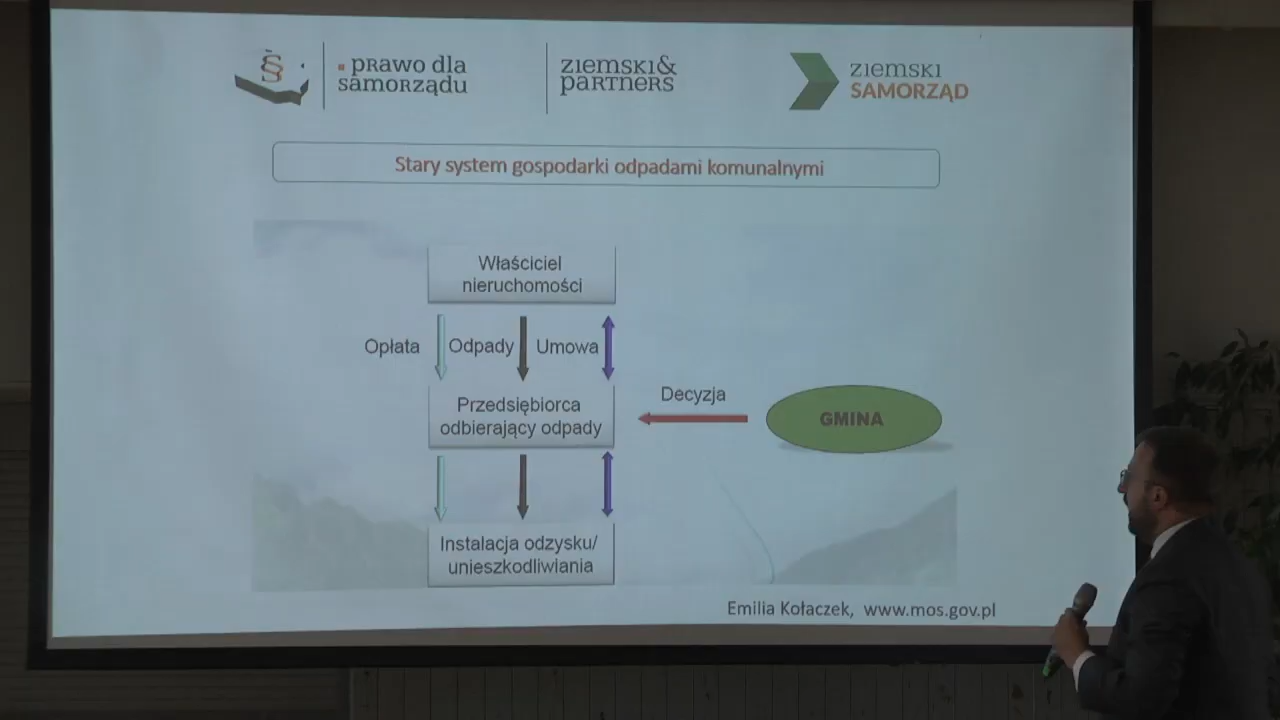 §
PRAWO DLA
SAMORZĄDU
ZIEMSKI&
PARTNERS
ZIEMSKI
SAMORZĄD
Stary system gospodarki odpadami komunalnymi
Właściciel
nieruchomości
Opłata
Odpady
Umowa
Przedsiębiorca
odbierający odpady
Decyzja
GMINA
Instalacja odzysku/
unieszkodliwiania
Emilia Kołaczek, www.mos.gov.pl